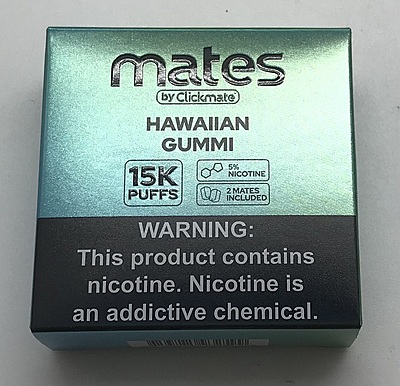 mates
by Clickmate
HAWAIIAN
GUMMI
15K
PUFFS
5%
NICOTINE
2 MATES
INCLUDED
WARNING:
This product contains
nicotine. Nicotine is
an addictive chemical.